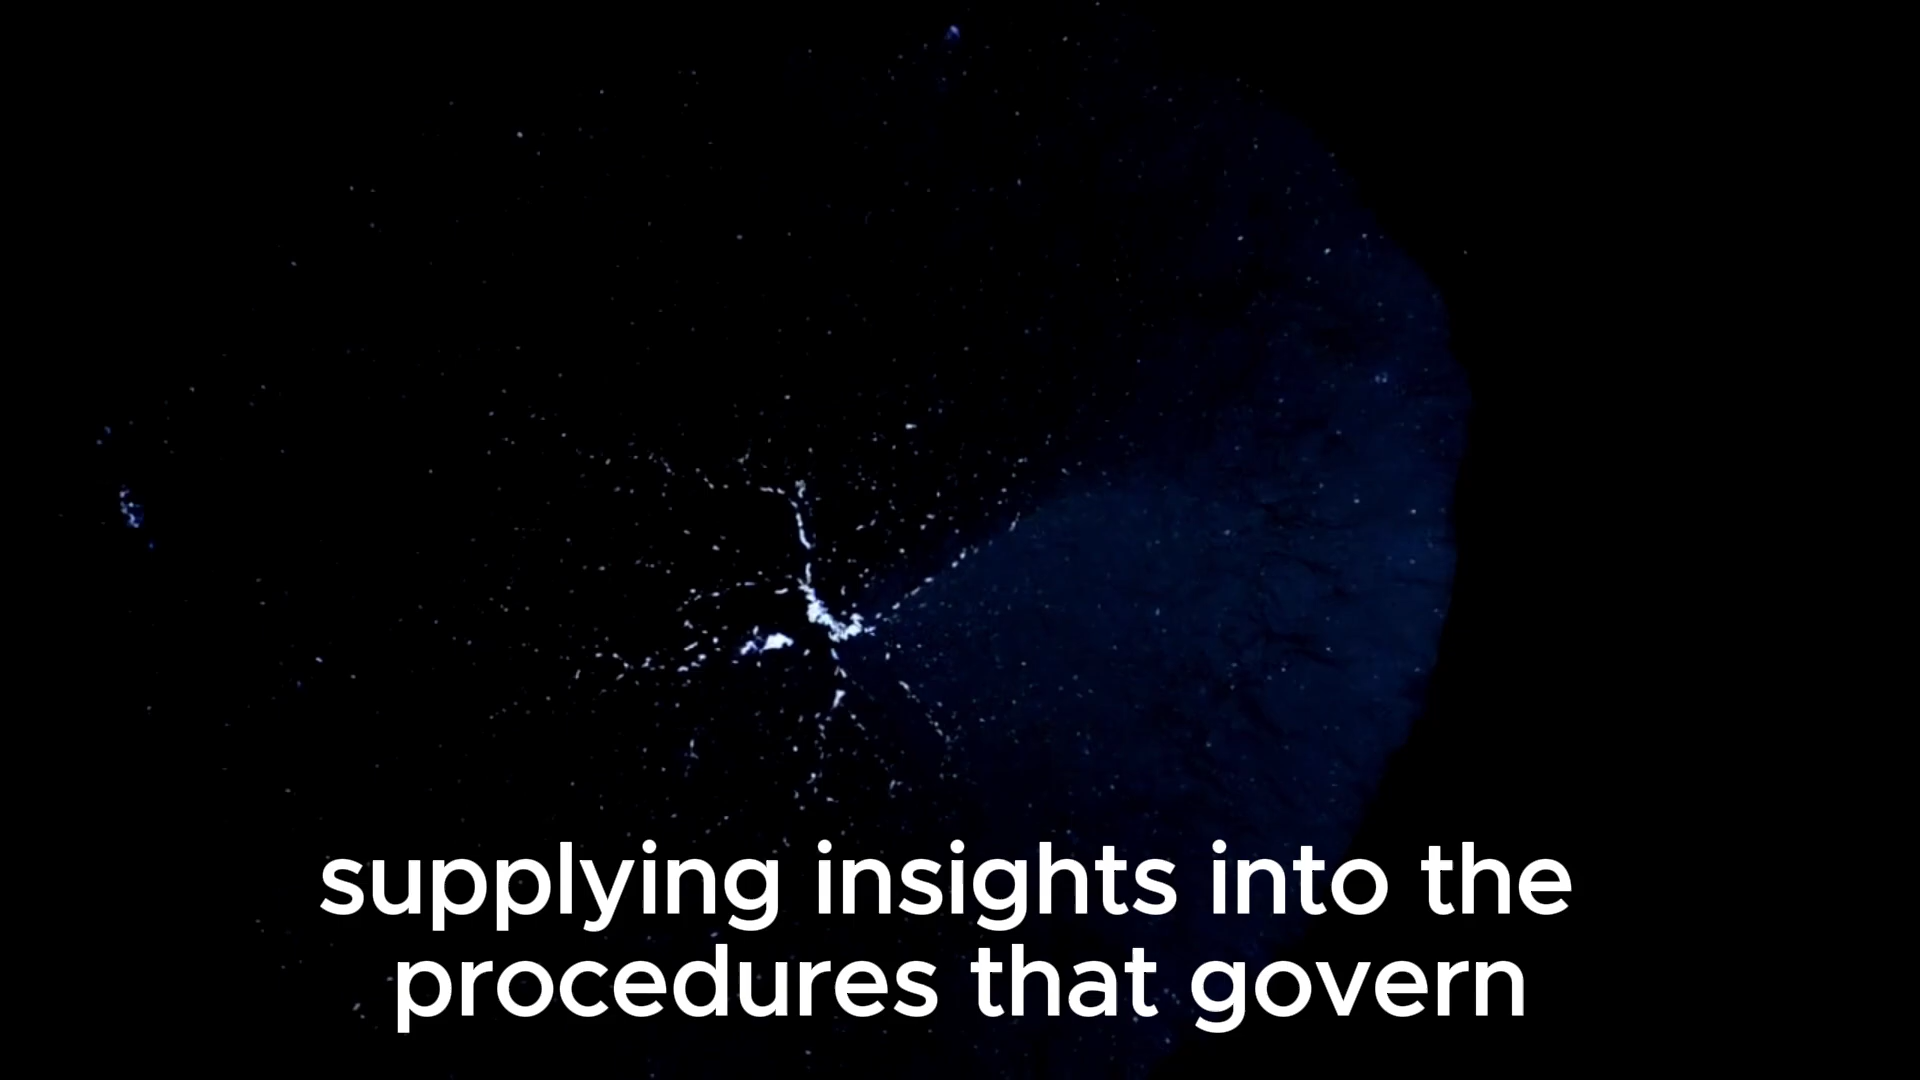 supplying insights into the
procedures that govern